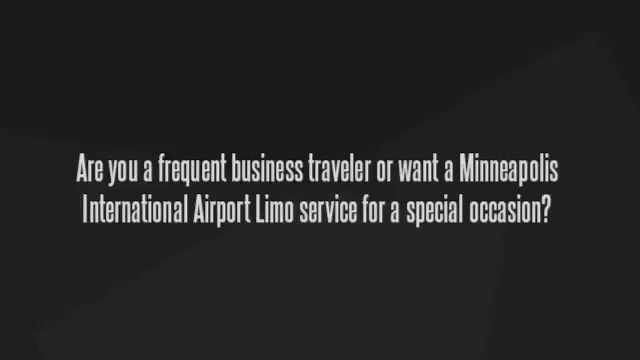 Are you a frequent business traveler or want a Minneapolis
International Airport Limo service for a special occasion?